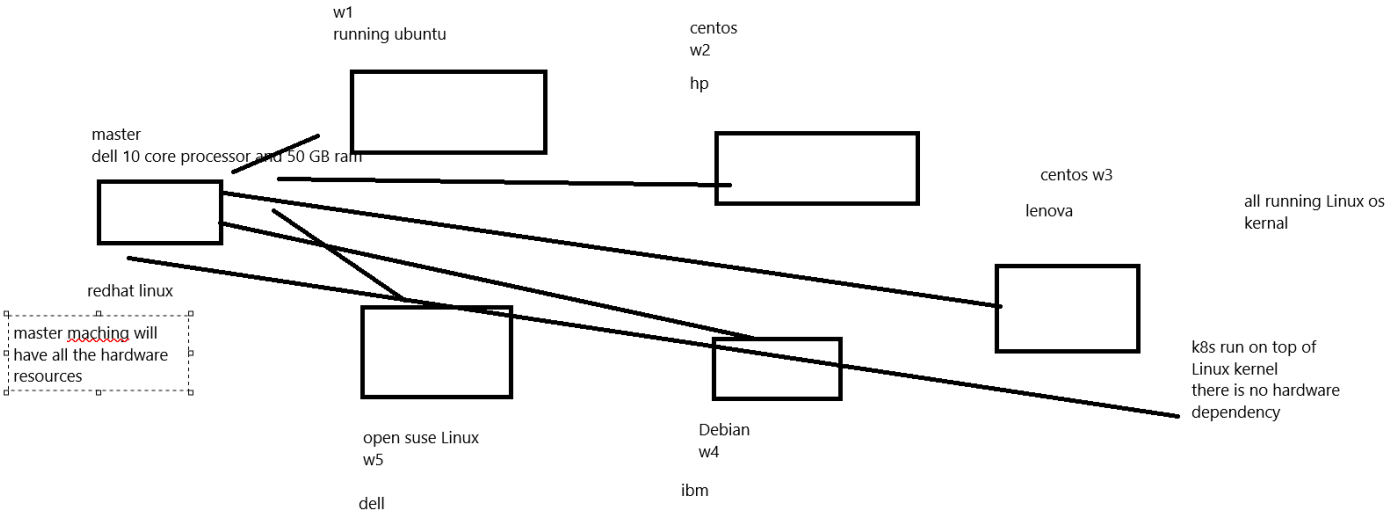 w1
running ubuntu
centos
w2
hp
master
dell 10 core processor and 50 GB ram
centos w3
lenova
all running Linux os
kernal
redhat linux
master maching will
have all the hardware
resources
k8s run on top of
Linux kernel
there is no hardware
dependency
open suse Linux
w5
dell
Debian
w4
ibm